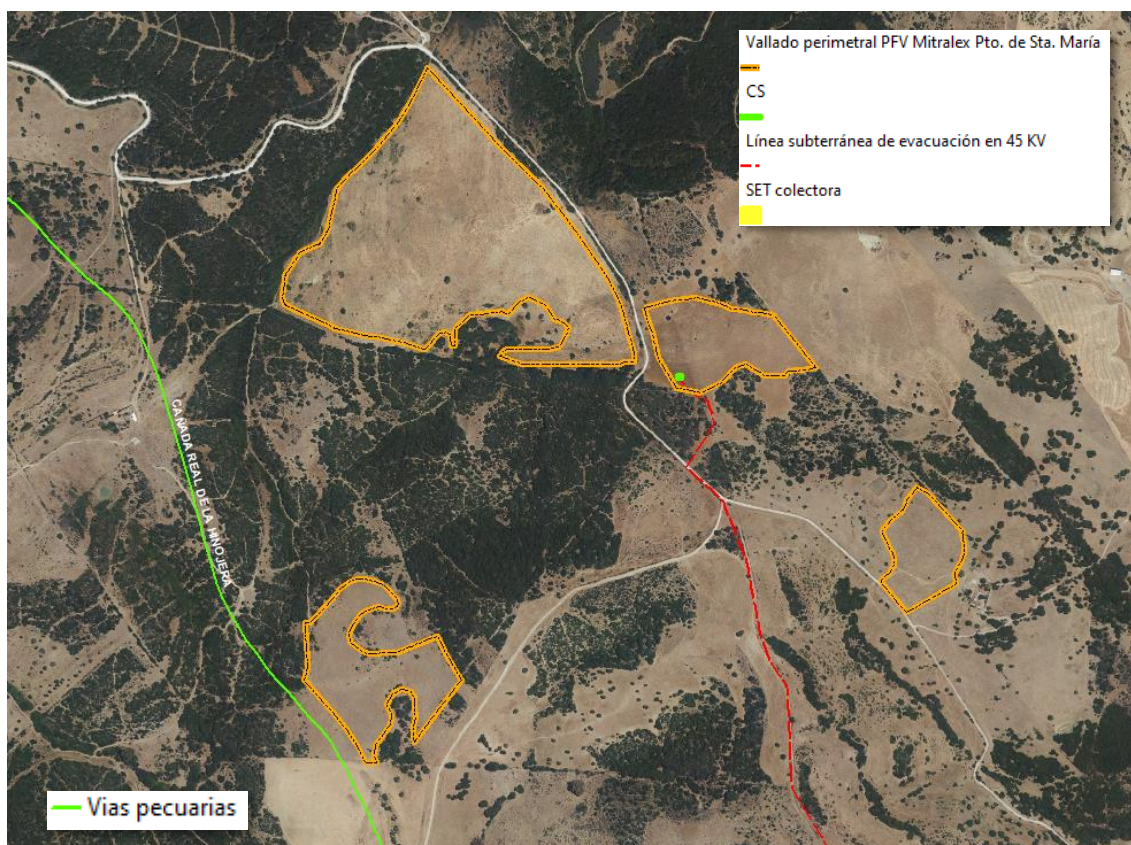 Vallado perimetral PFV Mitralex Pto. de Sta. María
CS
Línea subterránea de evacuación en 45 KV
SET colectora
CAÑADA REAL DE LA HINOJERA
Vias pecuarias